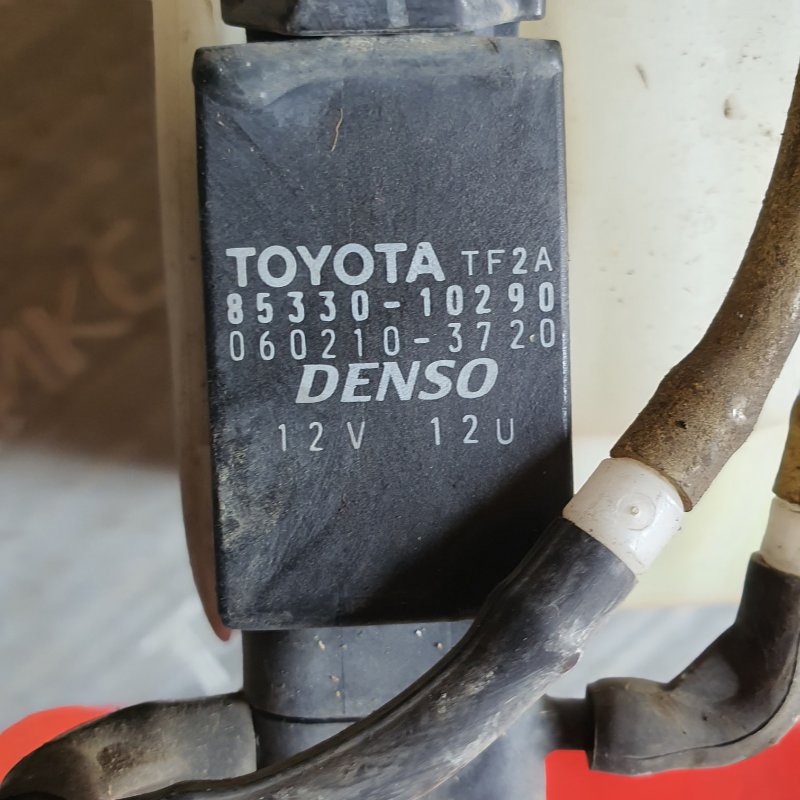 TOYOTA TF2A
85330-10290
060210-3720
DENSO
12V 12U